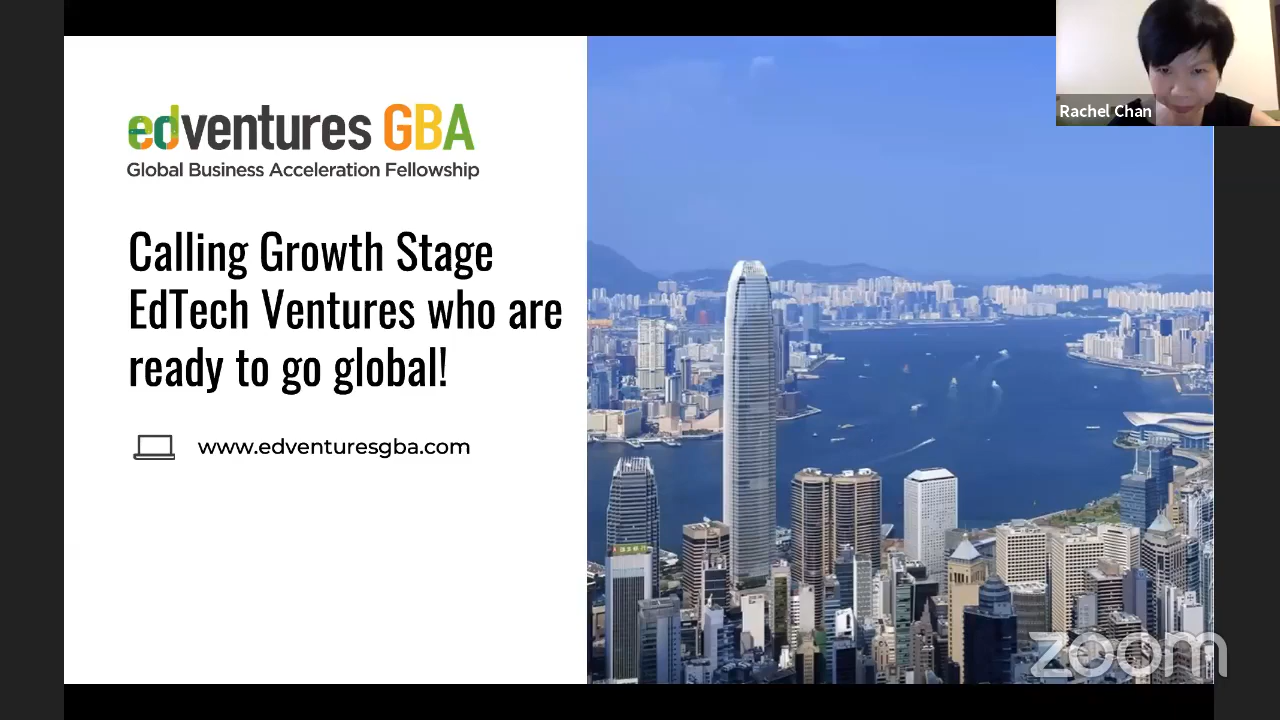 edventures GBA
Global Business Acceleration Fellowship
Calling Growth Stage
EdTech Ventures who are
ready to go global!
www.edventuresgba.com
Rachel Chan
zoom